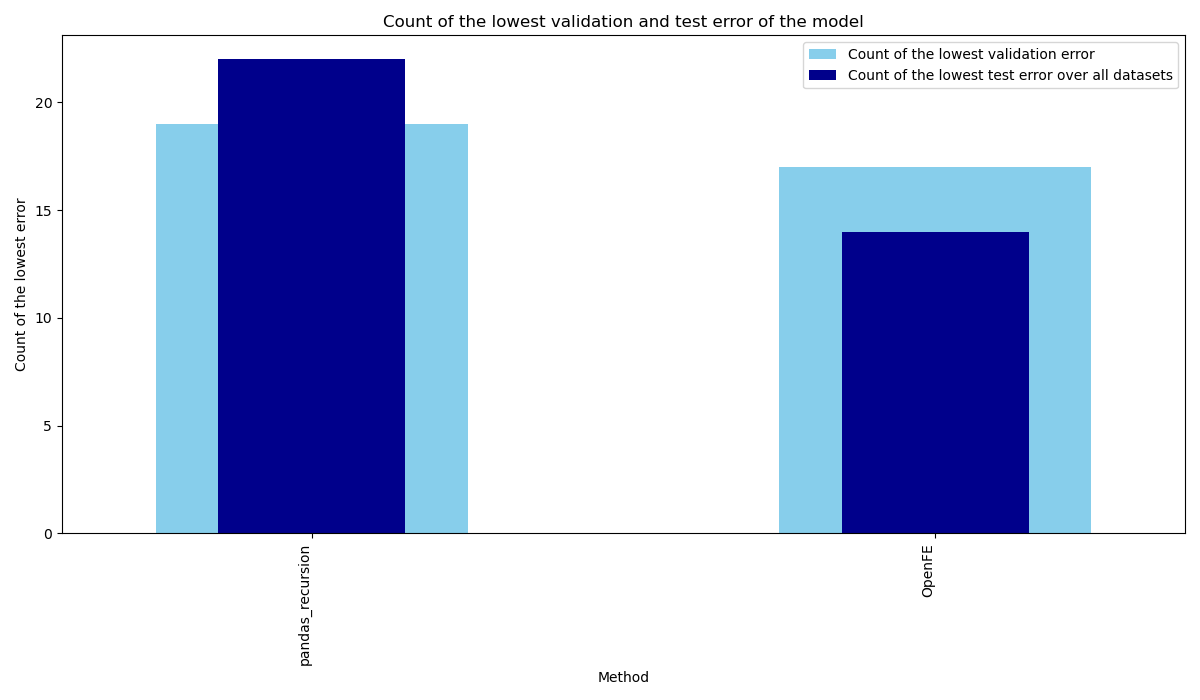 Count of the lowest validation and test error of the model
Count of the lowest validation error
Count of the lowest test error over all datasets
Count of the lowest error
20
15
10
5
0
pandas_recursion
OpenFE
Method